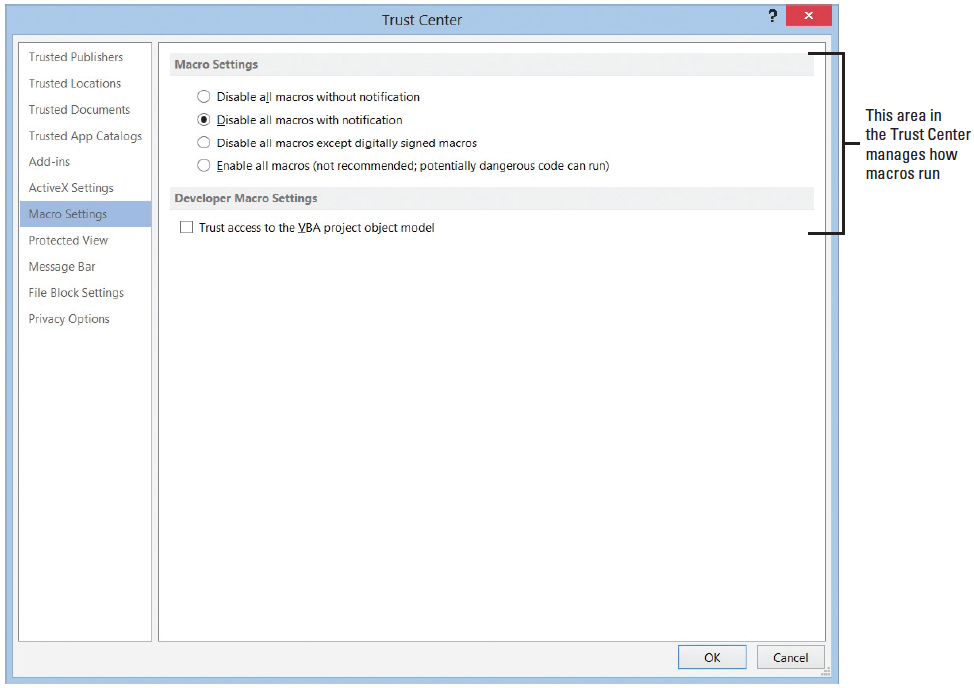 Trust Center
?
Trusted Publishers
Trusted Locations
Trusted Documents
Trusted App Catalogs
Add-ins
ActiveX Settings
Macro Settings
Protected View
Message Bar
File Block Settings
Privacy Options
Macro Settings
Disable all macros without notification
Disable all macros with notification
Disable all macros except digitally signed macros
Enable all macros (not recommended; potentially dangerous code can run)
Developer Macro Settings
Trust access to the VBA project object model
OK
Cancel
This area in
the Trust Center
manages how
macros run